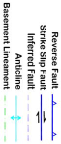 Reverse Fault
Strike Slip Fault
Inferred Fault
Anticline
Basement Lineament